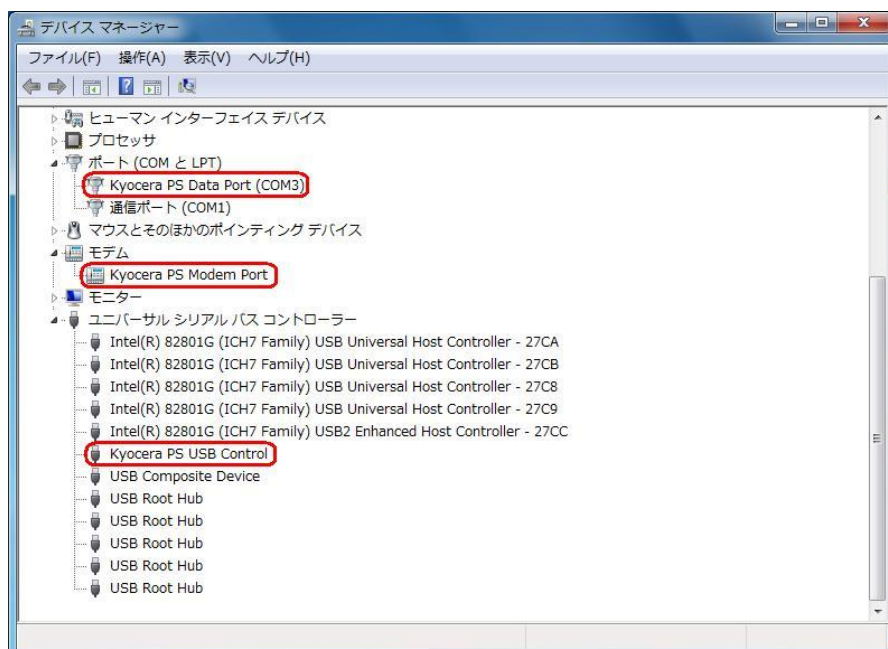 デバイス マネージャー
ファイル(F) 操作(A) 表示(V) ヘルプ(H)
ヒューマン インターフェイス デバイス
プロセッサ
ポート (COM と LPT)
Kyocera PS Data Port (COM3)
通信ポート (COM1)
マウスとそのほかのポインティング デバイス
モデム
Kyocera PS Modem Port
モニター
ユニバーサル シリアル バス コントローラー
Intel(R) 82801G (ICH7 Family) USB Universal Host Controller - 27CA
Intel(R) 82801G (ICH7 Family) USB Universal Host Controller - 27CB
Intel(R) 82801G (ICH7 Family) USB Universal Host Controller - 27C8
Intel(R) 82801G (ICH7 Family) USB Universal Host Controller - 27C9
Intel(R) 82801G (ICH7 Family) USB2 Enhanced Host Controller - 27CC
Kyocera PS USB Control
USB Composite Device
USB Root Hub
USB Root Hub
USB Root Hub
USB Root Hub
USB Root Hub